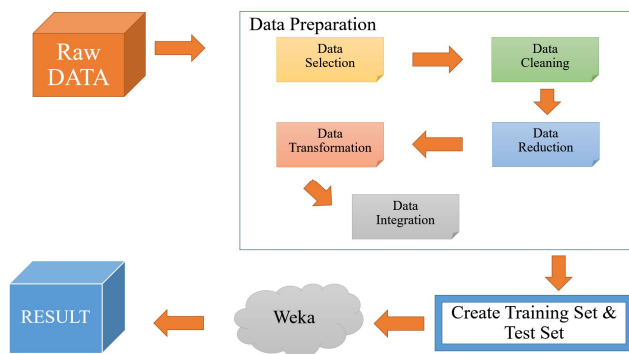 Raw
DATA
Data Preparation
Data
Selection
Data
Cleaning
Data
Reduction
Data
Transformation
Data
Integration
Create Training Set &
Test Set
Weka
RESULT